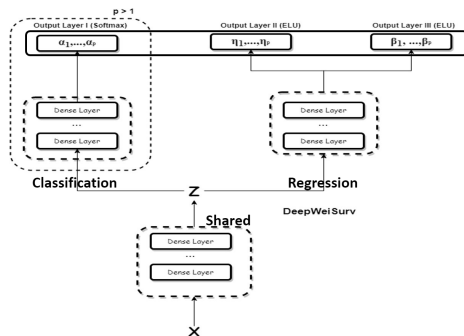 p > 1
Output Layer I (Softmax) Output Layer II (ELU) Output Layer III (ELU)
α₁,...,αₚ η₁,...,ηₚ β₁, ...,βₚ
Dense Layer Dense Layer
... ...
Dense Layer Dense Layer
Classification Regression
Z
Shared
DeepWeiSurv
Dense Layer
...
Dense Layer
X